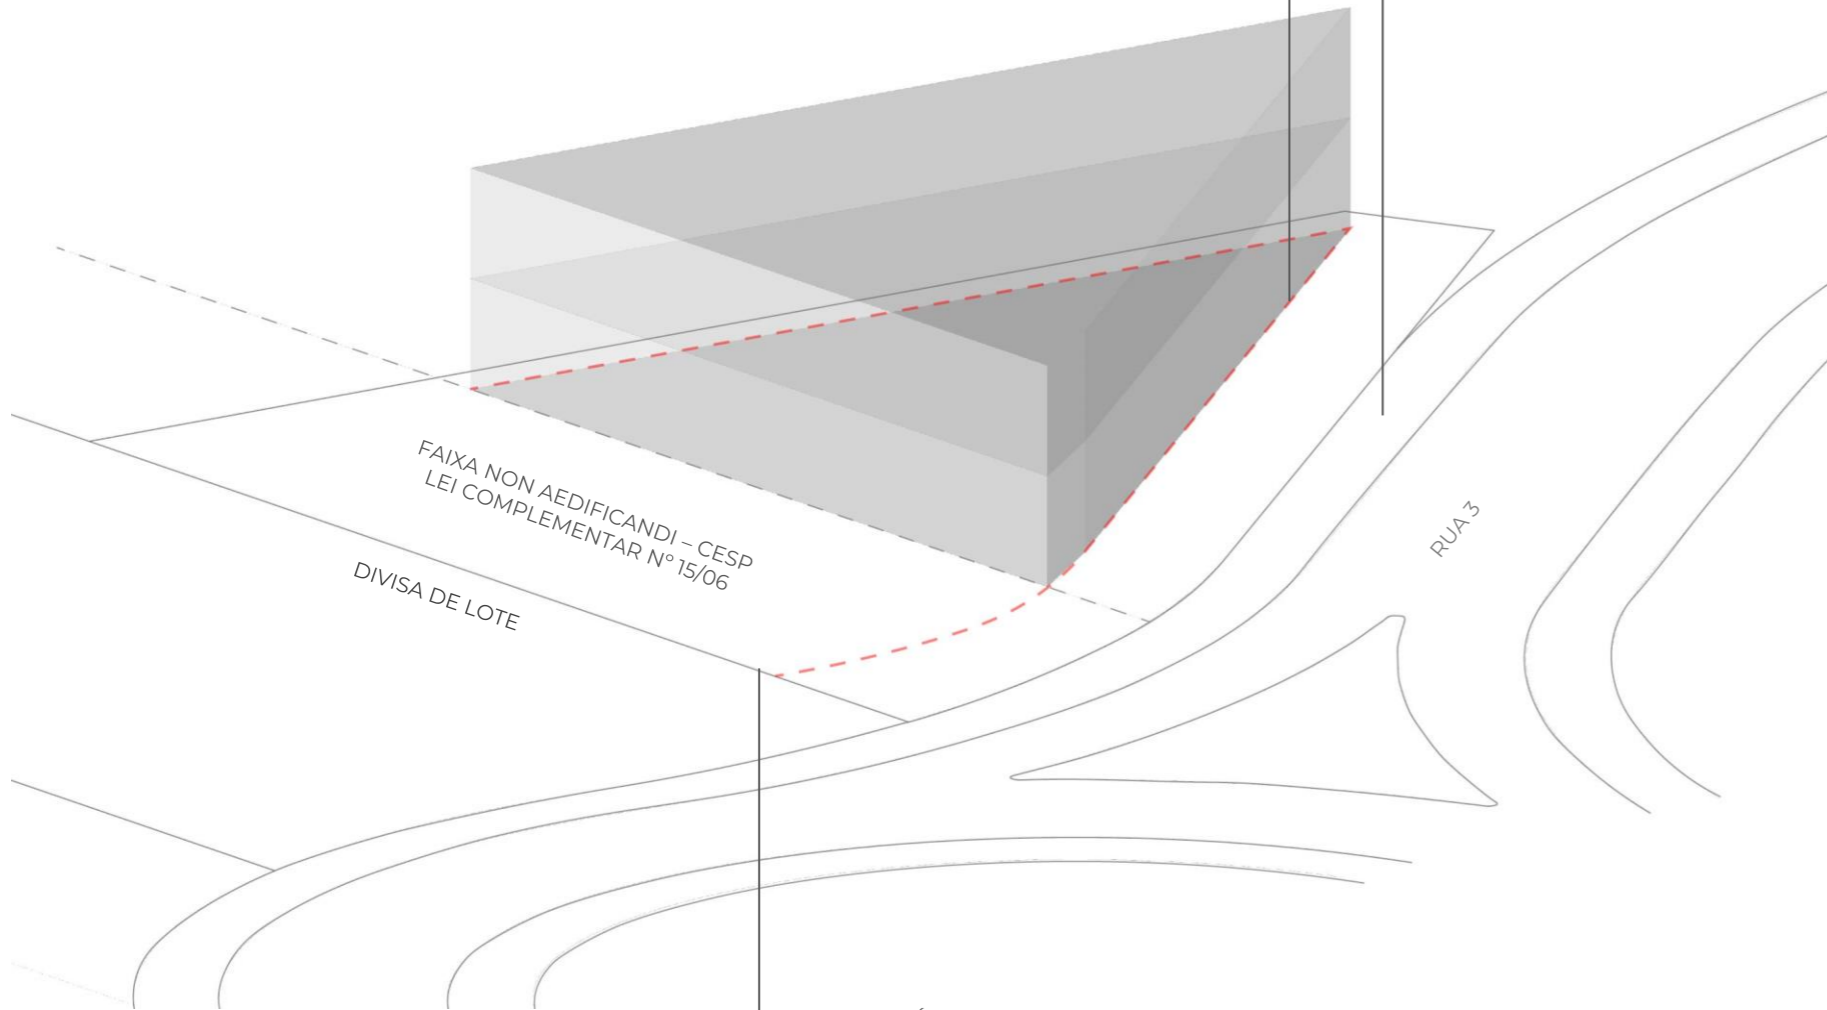 FAIXA NON AEDIFICANDI – CESP
LEI COMPLEMENTAR Nº 15/06
DIVISA DE LOTE
RUA 3